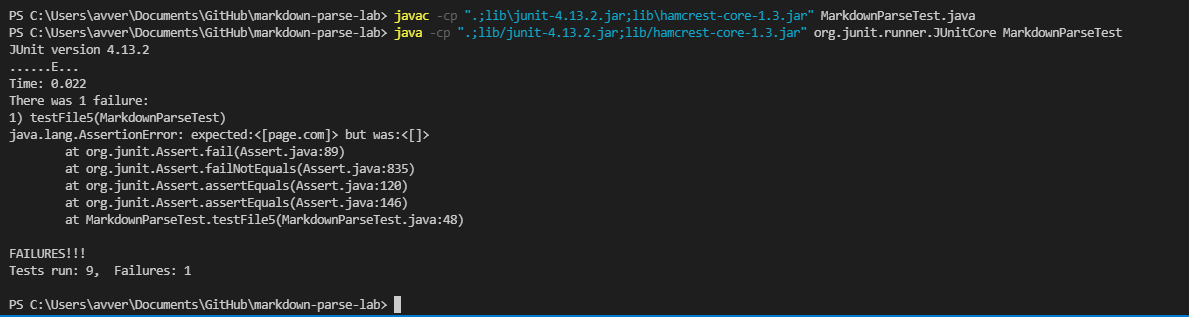 PS C:\Users\avver\Documents\GitHub\markdown-parse-lab> javac -cp ".;lib\junit-4.13.2.jar;lib\hamcrest-core-1.3.jar" MarkdownParseTest.java
PS C:\Users\avver\Documents\GitHub\markdown-parse-lab> java -cp ".;lib/junit-4.13.2.jar;lib/hamcrest-core-1.3.jar" org.junit.runner.JUnitCore MarkdownParseTest
JUnit version 4.13.2
......E...
Time: 0.022
There was 1 failure:
1) testFile5(MarkdownParseTest)
java.lang.AssertionError: expected:<[page.com]> but was:<[]>
        at org.junit.Assert.fail(Assert.java:89)
        at org.junit.Assert.failNotEquals(Assert.java:835)
        at org.junit.Assert.assertEquals(Assert.java:120)
        at org.junit.Assert.assertEquals(Assert.java:146)
        at MarkdownParseTest.testFile5(MarkdownParseTest.java:48)

FAILURES!!!
Tests run: 9,  Failures: 1

PS C:\Users\avver\Documents\GitHub\markdown-parse-lab>